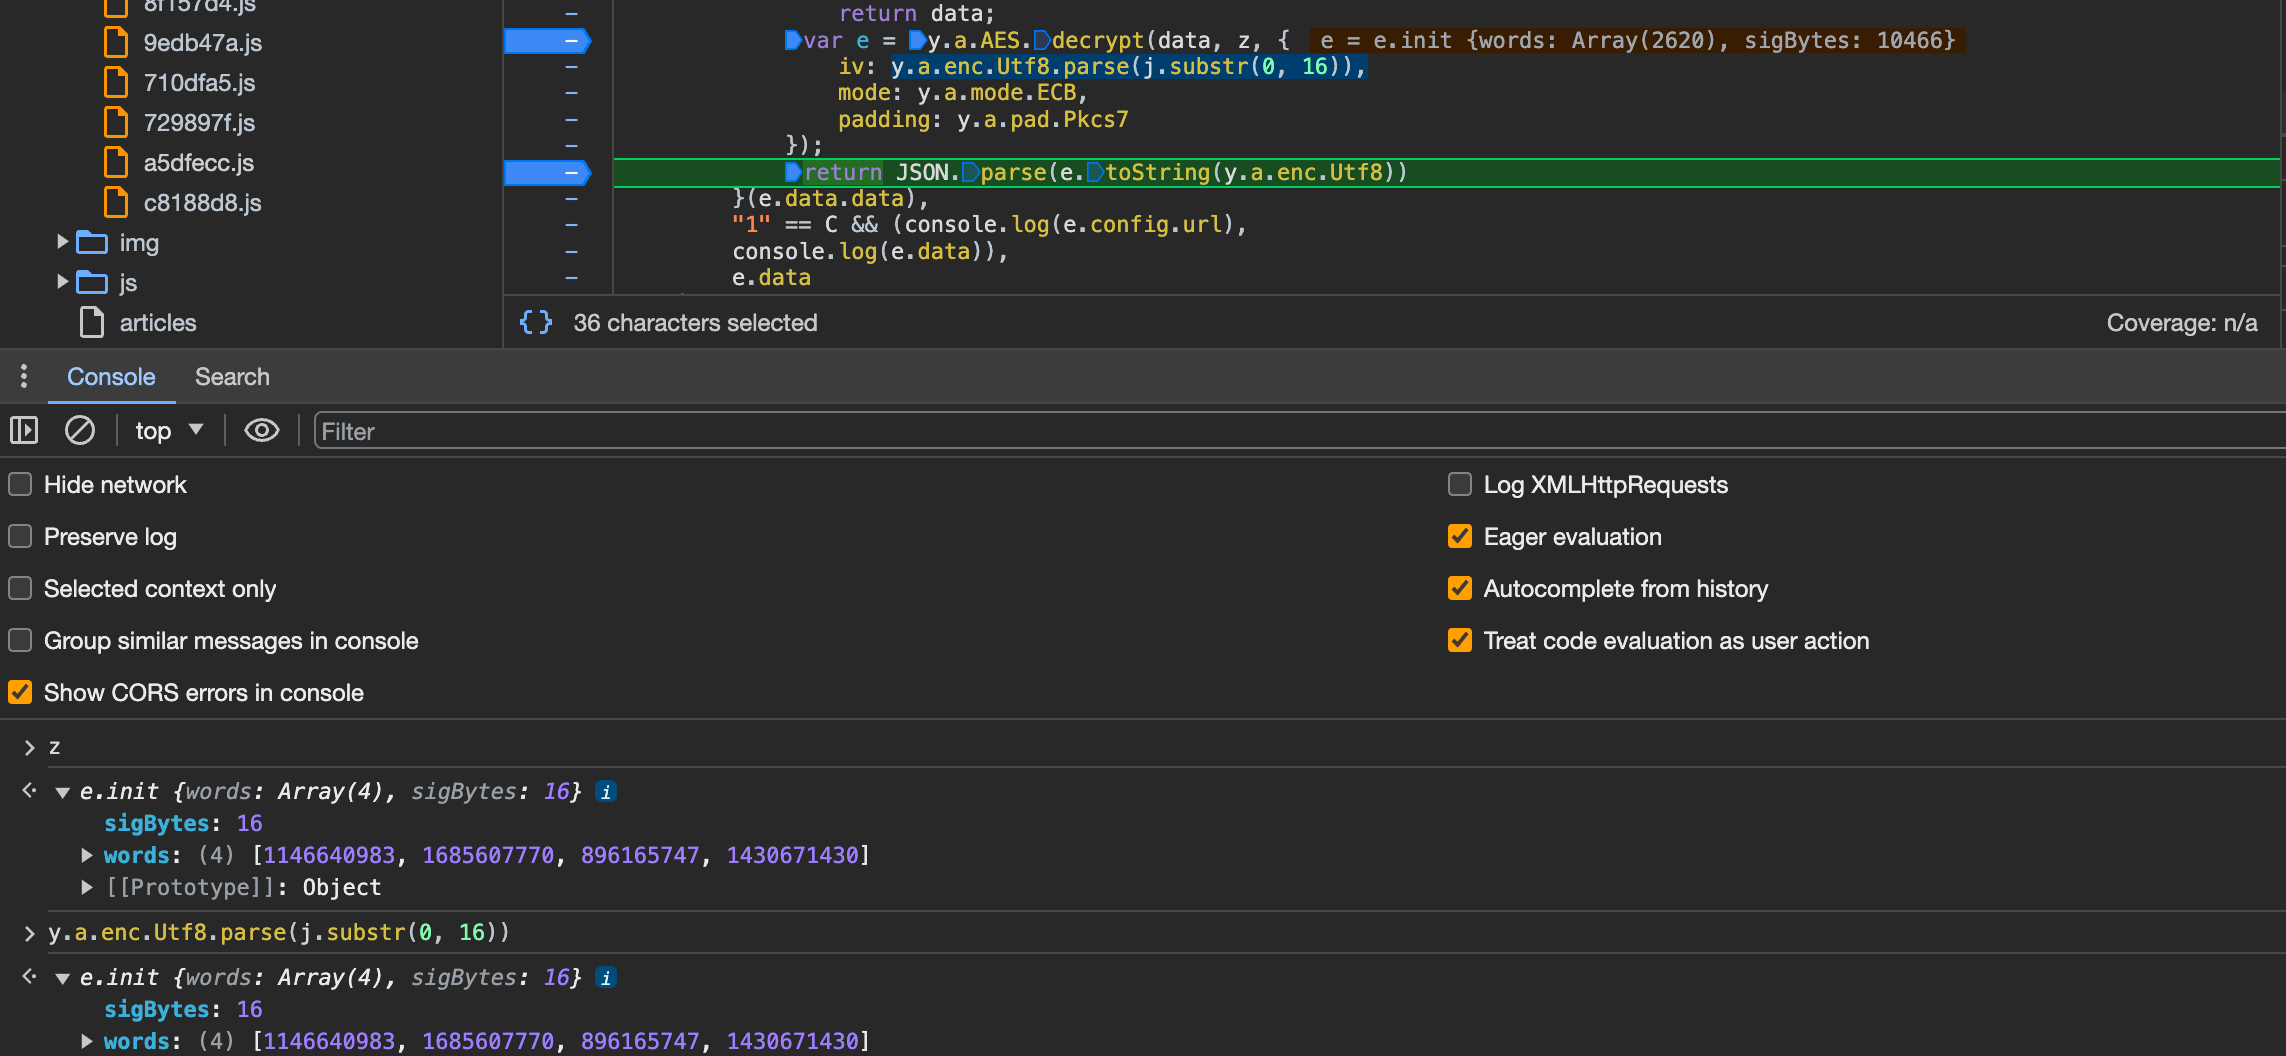 8f157d4.js
9edb47a.js
710dfa5.js
729897f.js
a5dfecc.js
c8188d8.js
img
js
articles
return data;
var e = y.a.AES.decrypt(data, z, { e = e.init {words: Array(2620), sigBytes: 10466}
iv: y.a.enc.Utf8.parse(j.substr(0, 16)),
mode: y.a.mode.ECB,
padding: y.a.pad.Pkcs7
});
return JSON.parse(e.toString(y.a.enc.Utf8))
}(e.data.data),
"1" == C && (console.log(e.config.url),
console.log(e.data)),
e.data
{} 36 characters selected
Coverage: n/a
Console Search
top Filter
Hide network
Log XMLHttpRequests
Preserve log
Eager evaluation
Selected context only
Autocomplete from history
Group similar messages in console
Treat code evaluation as user action
Show CORS errors in console
z
e.init {words: Array(4), sigBytes: 16} i
sigBytes: 16
words: (4) [1146640983, 1685607770, 896165747, 1430671430]
[[Prototype]]: Object
y.a.enc.Utf8.parse(j.substr(0, 16))
e.init {words: Array(4), sigBytes: 16} i
sigBytes: 16
words: (4) [1146640983, 1685607770, 896165747, 1430671430]